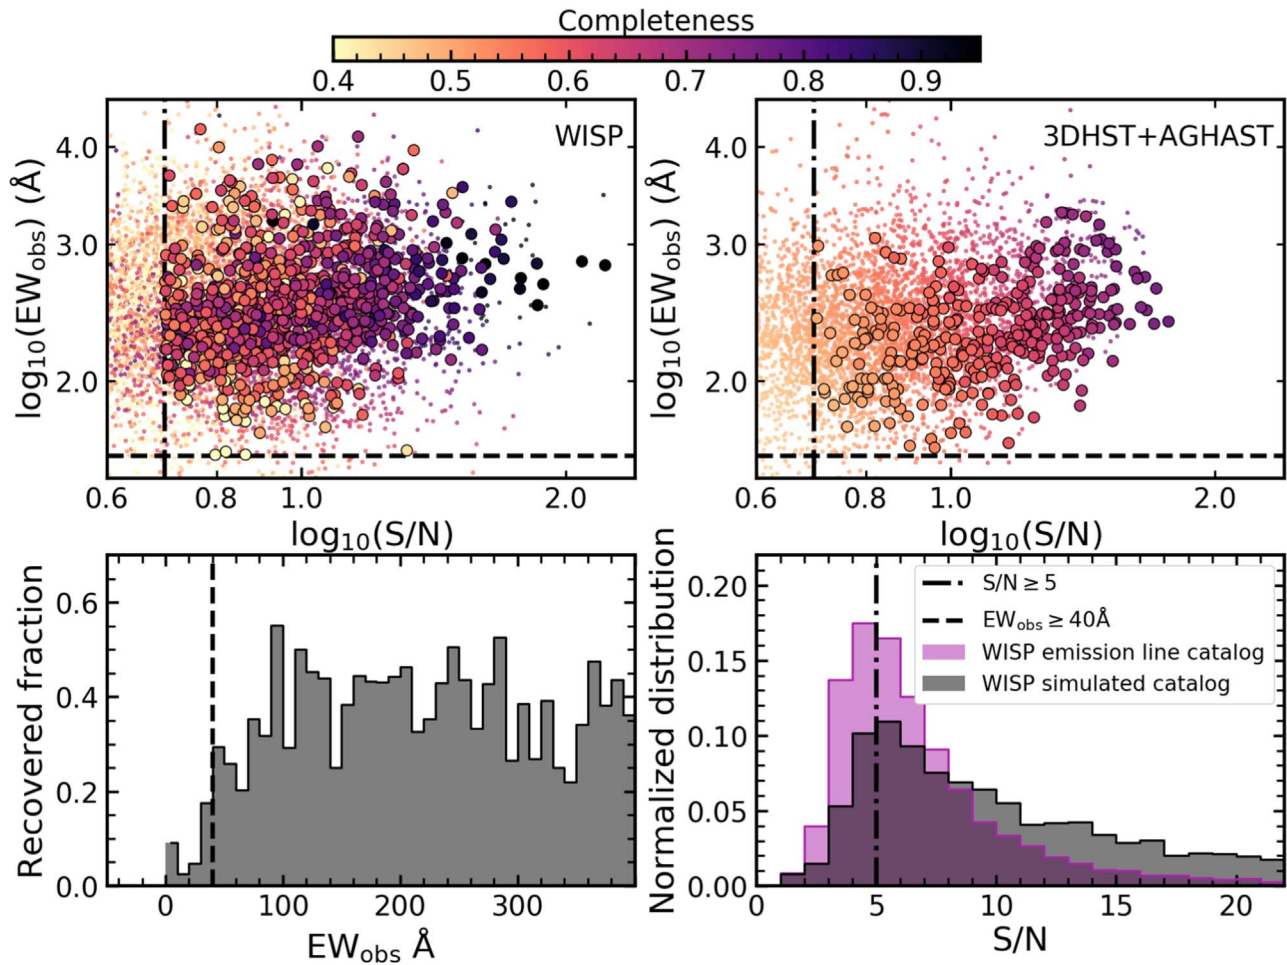 Completeness
0.4 0.5 0.6 0.7 0.8 0.9
WISP
log₁₀(EWobs) (Å)
4.0
3.0
2.0
0.6 0.8 1.0 2.0
log₁₀(S/N)
3DHST+AGHAST
log₁₀(EWobs) (Å)
4.0
3.0
2.0
0.6 0.8 1.0 2.0
log₁₀(S/N)
Recovered fraction
0.6
0.4
0.2
0.0
0 100 200 300
EWobs Å
Normalized distribution
0.20
0.15
0.10
0.05
0.00
S/N ≥ 5
EWobs ≥ 40Å
WISP emission line catalog
WISP simulated catalog
0 5 10 15 20
S/N